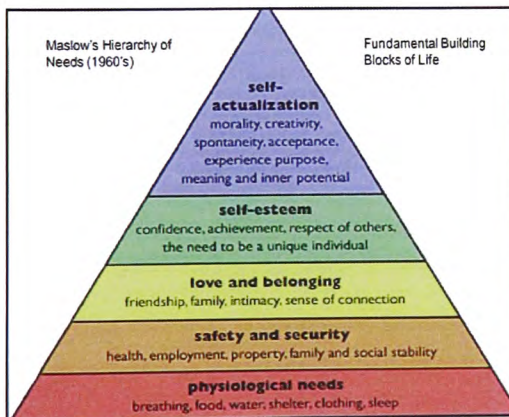 Maslow's Hierarchy of
Needs (1960's)
Fundamental Building
Blocks of Life
self-
actualization
morality, creativity,
spontaneity, acceptance,
experience purpose,
meaning and inner potential
self-esteem
confidence, achievement, respect of others,
the need to be a unique individual
love and belonging
friendship, family, intimacy, sense of connection
safety and security
health, employment, property, family and social stability
physiological needs
breathing, food, water, shelter, clothing, sleep